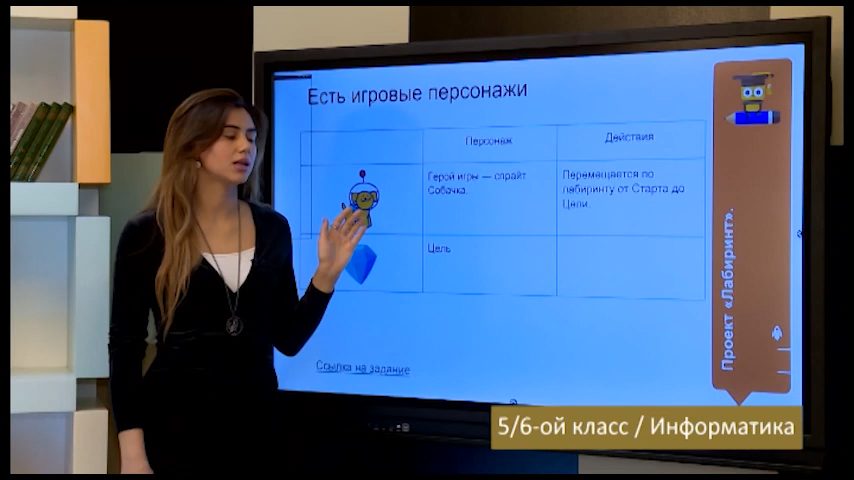 Есть игровые персонажи
Персонаж
Действия
Герой игры — спрайт
Собачка.
Перемещается по
лабиринту от Старта до
Цели.
Цель
Ссылка на задание
Проект «Лабиринт».
5/6-ой класс / Информатика